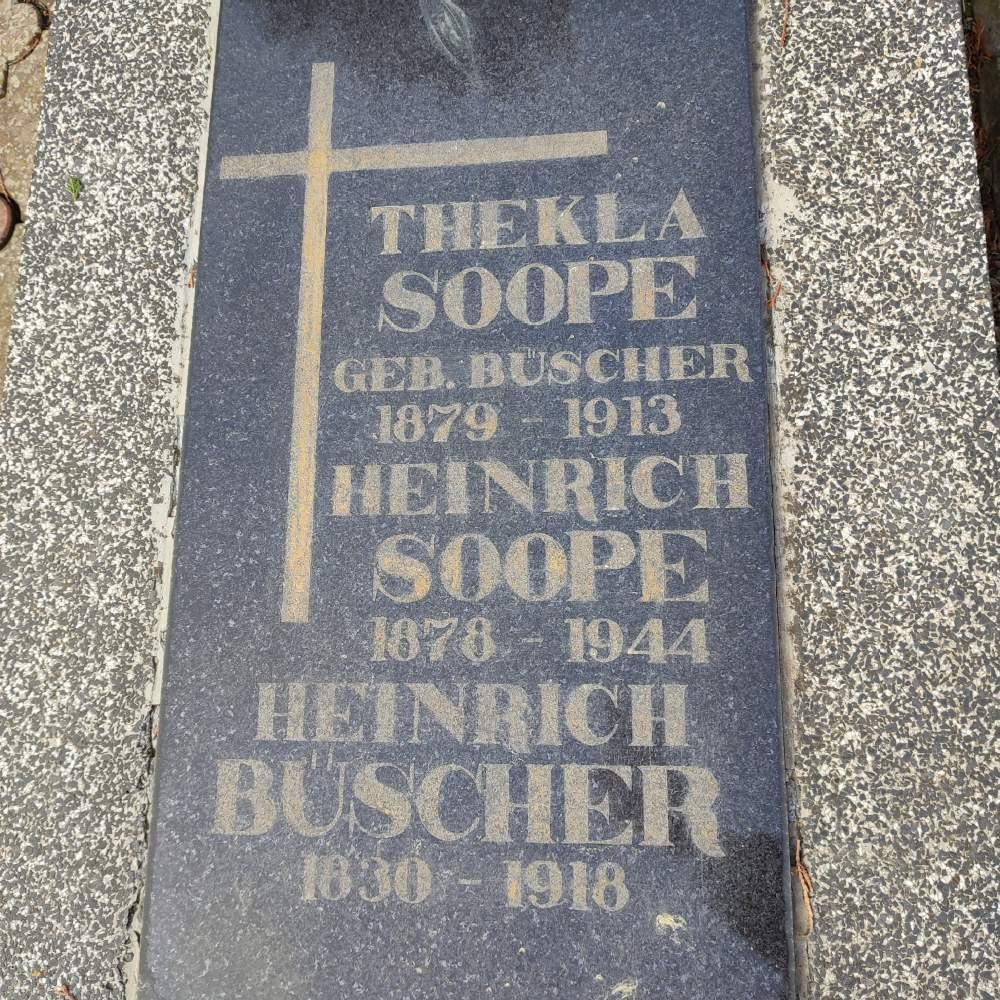 THEKLA
SOOPE
GEB. BÜSCHER
1879 - 1913
HEINRICH
SOOPE
1878 - 1944
HEINRICH
BÜSCHER
1830 - 1918